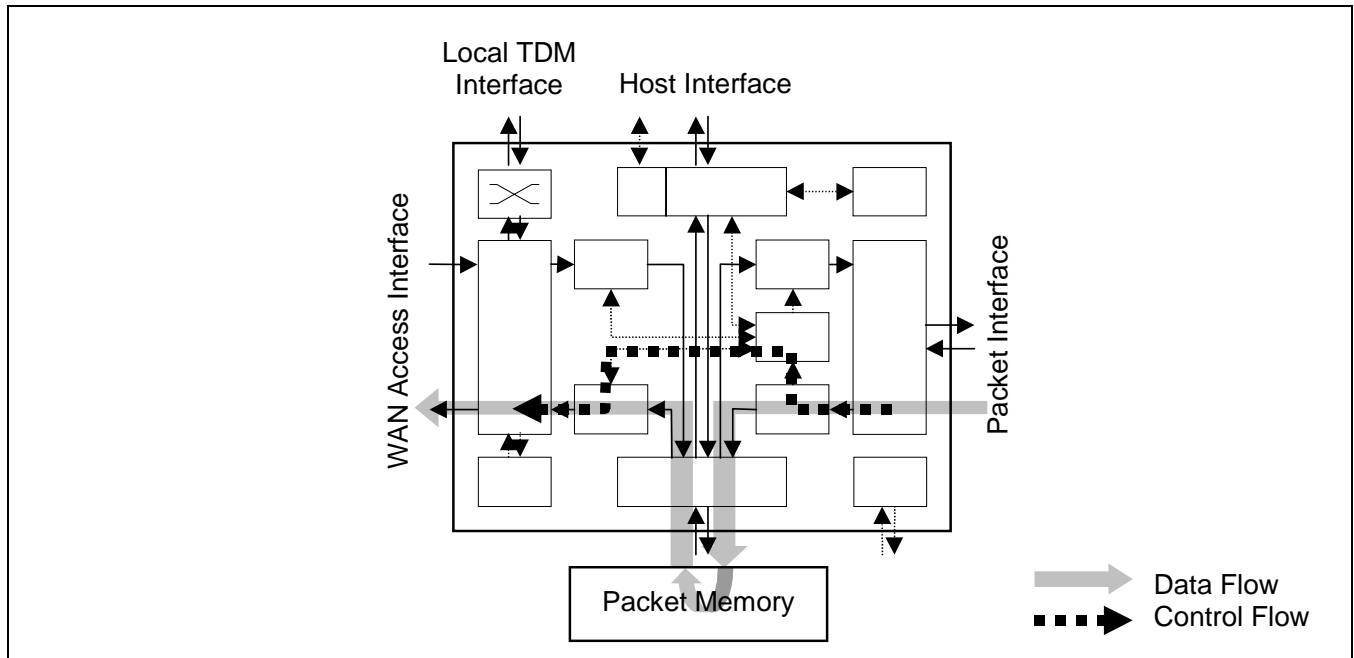 Local TDM
Interface
Host Interface
WAN Access Interface
Packet Interface
Packet Memory
Data Flow
Control Flow